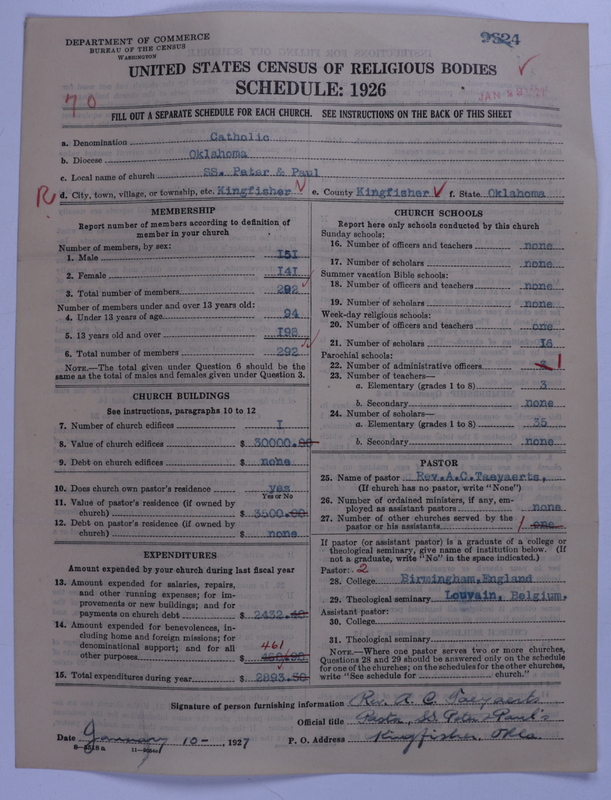 DEPARTMENT OF COMMERCE
BUREAU OF THE CENSUS
WASHINGTON
UNITED STATES CENSUS OF RELIGIOUS BODIES
SCHEDULE: 1926
70
FILL OUT A SEPARATE SCHEDULE FOR EACH CHURCH. SEE INSTRUCTIONS ON THE BACK OF THIS SHEET
a. Denomination Catholic
b. Diocese Oklahoma
c. Local name of church SS. Peter & Paul
R d. City, town, village, or township, etc. Kingfisher e. County Kingfisher f. State Oklahoma
MEMBERSHIP
Report number of members according to definition of
member in your church
Number of members, by sex:
1. Male 151
2. Female 141
3. Total number of members 292
Number of members under and over 13 years old:
4. Under 13 years of age 94
5. 13 years old and over 198
6. Total number of members 292
NOTE.—The total given under Question 6 should be
same as the total of males and females given under Question 3.
CHURCH BUILDINGS
See instructions, paragraphs 10 to 12
7. Number of church edifices 1
8. Value of church edifices $ 30000.00
9. Debt on church edifices $ none
10. Does church own pastor's residence yes
Yes or No
11. Value of pastor's residence (if owned by
church) $ 3500.00
12. Debt on pastor's residence (if owned by
church) $ none
EXPENDITURES
Amount expended by your church during last fiscal year
13. Amount expended for salaries, repairs,
and other running expenses; for im-
provements or new buildings; and for
payments on church debt $ 2432.40
14. Amount expended for benevolences, in-
cluding home and foreign missions; for
denominational support; and for all
other purposes $ 461
15. Total expenditures during year $ 2893.30
CHURCH SCHOOLS
Report here only schools conducted by this church
Sunday schools:
16. Number of officers and teachers none
17. Number of scholars none
Summer vacation Bible schools:
18. Number of officers and teachers none
19. Number of scholars none
Week-day religious schools:
20. Number of officers and teachers one
21. Number of scholars 16
Parochial schools:
22. Number of administrative officers 1
23. Number of teachers—
a. Elementary (grades 1 to 8) 3
b. Secondary none
24. Number of scholars—
a. Elementary (grades 1 to 8) 35
b. Secondary none
PASTOR
25. Name of pastor Rev.A.C.Taeyaerts,
(If church has no pastor, write "None")
26. Number of ordained ministers, if any, em-
ployed as assistant pastors none
27. Number of other churches served by the
pastor or his assistants 1 one
If pastor (or assistant pastor) is a graduate of a college or
theological seminary, give name of institution below. (If
not a graduate, write "No" in the space indicated.)
Pastor: 2
28. College Birmingham,England
29. Theological seminary Louvain, Belgium,
Assistant pastor:
30. College
31. Theological seminary
NOTE.—Where one pastor serves two or more churches,
Questions 28 and 29 should be answered only on the schedule
for one of the churches; on the schedules for the other churches,
write "See schedule for church."
Signature of person furnishing information Rev. A. C. Taeyaerts
Official title Pastor, SS Peter & Paul's
Date January 10-, 1927 P. O. Address Kingfisher, Okla